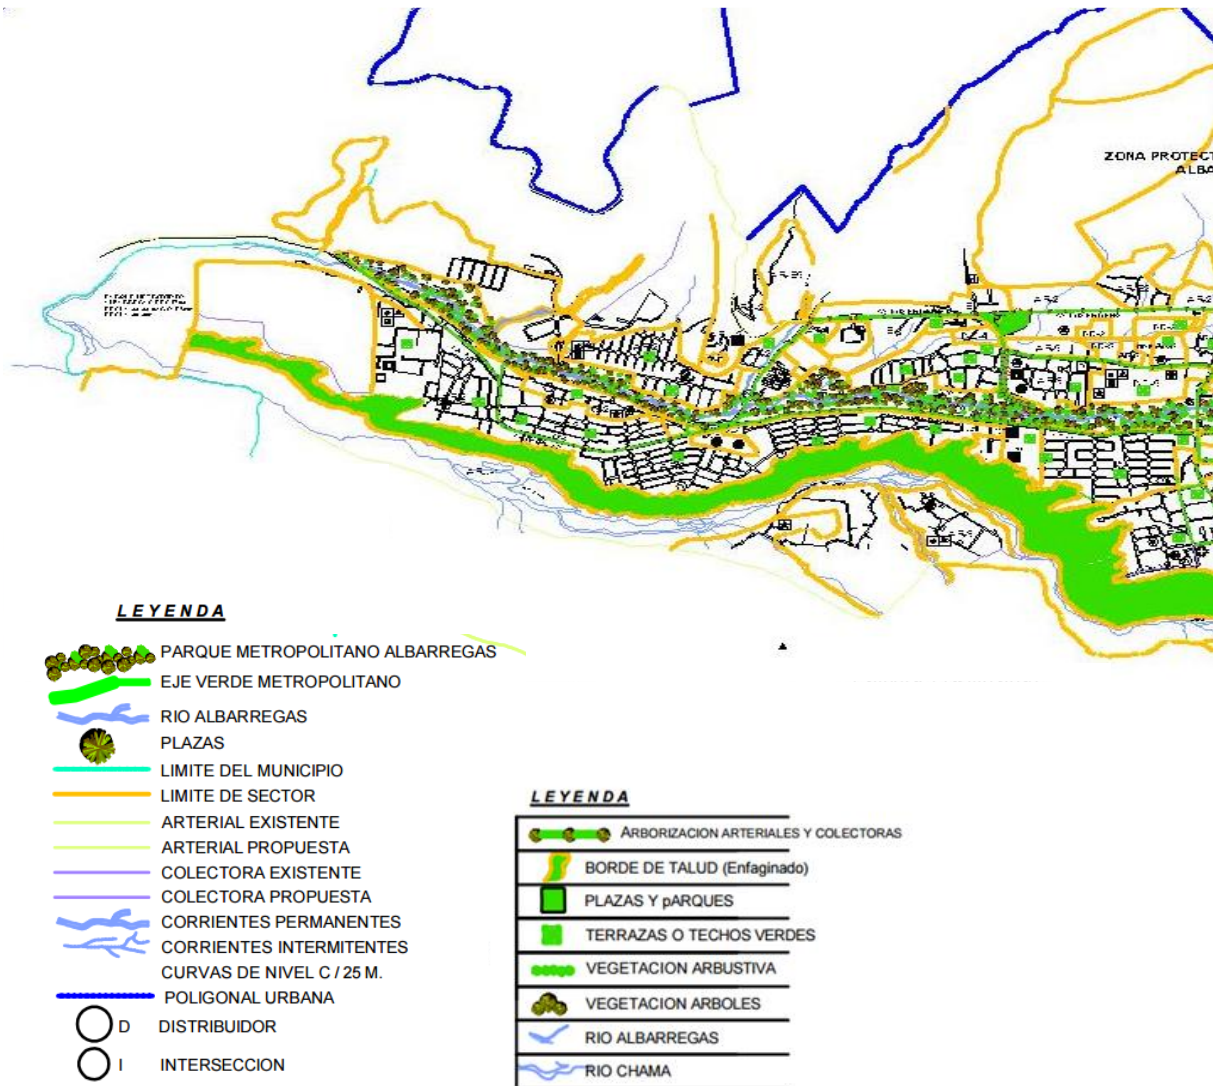 ZONA PROTECT
ALBA
LEYENDA
PARQUE METROPOLITANO ALBARREGAS
EJE VERDE METROPOLITANO
RIO ALBARREGAS
PLAZAS
LIMITE DEL MUNICIPIO
LIMITE DE SECTOR
ARTERIAL EXISTENTE
ARTERIAL PROPUESTA
COLECTORA EXISTENTE
COLECTORA PROPUESTA
CORRIENTES PERMANENTES
CORRIENTES INTERMITENTES
CURVAS DE NIVEL C / 25 M.
POLIGONAL URBANA
D DISTRIBUIDOR
I INTERSECCION
LEYENDA
ARBORIZACION ARTERIALES Y COLECTORAS
BORDE DE TALUD (Enfaginado)
PLAZAS Y pARQUES
TERRAZAS O TECHOS VERDES
VEGETACION ARBUSTIVA
VEGETACION ARBOLES
RIO ALBARREGAS
RIO CHAMA